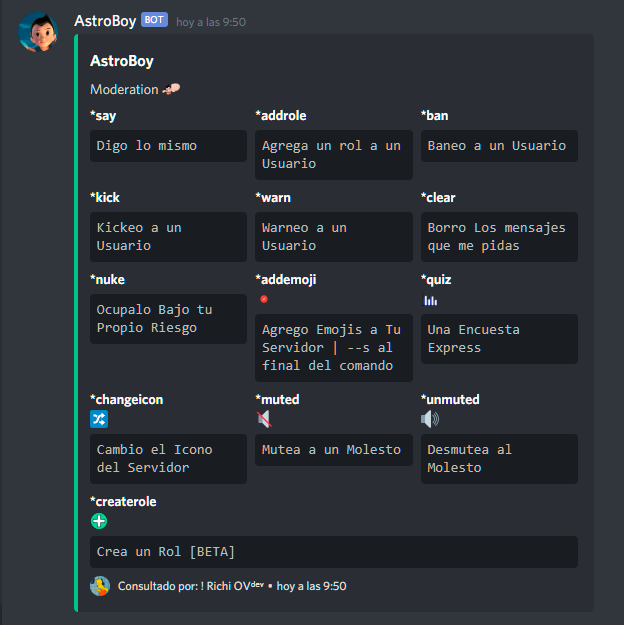 AstroBoy BOT hoy a las 9:50
AstroBoy
Moderation
*say
Digo lo mismo
*addrole
Agrega un rol a un
Usuario
*ban
Baneo a un Usuario
*kick
Kickeo a un
Usuario
*warn
Warneo a un
Usuario
*clear
Borro Los mensajes
que me pidas
*nuke
Ocupalo Bajo tu
Propio Riesgo
*addemoji
Agrego Emojis a Tu
Servidor | --s al
final del comando
*quiz
Una Encuesta
Express
*changeicon
Cambio el Icono
del Servidor
*muted
Mutea a un Molesto
*unmuted
Desmutea al
Molesto
*createrole
Crea un Rol [BETA]
Consultado por: ! Richi OVᵈᵉᵛ • hoy a las 9:50